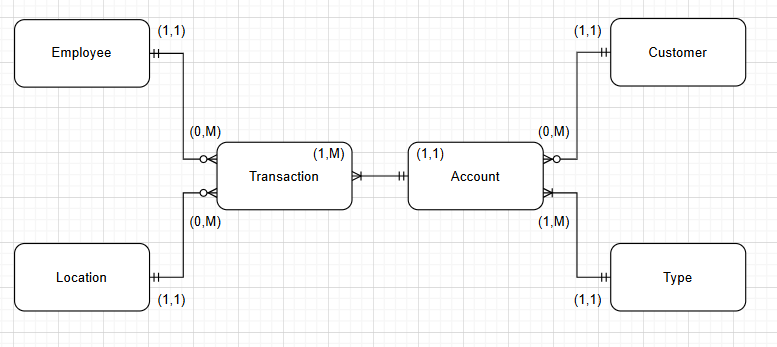 (1,1)
(1,1)
Employee
Customer
(0,M)
(0,M)
(1,M)
(1,1)
Transaction
Account
(0,M)
(1,M)
Location
Type
(1,1)
(1,1)